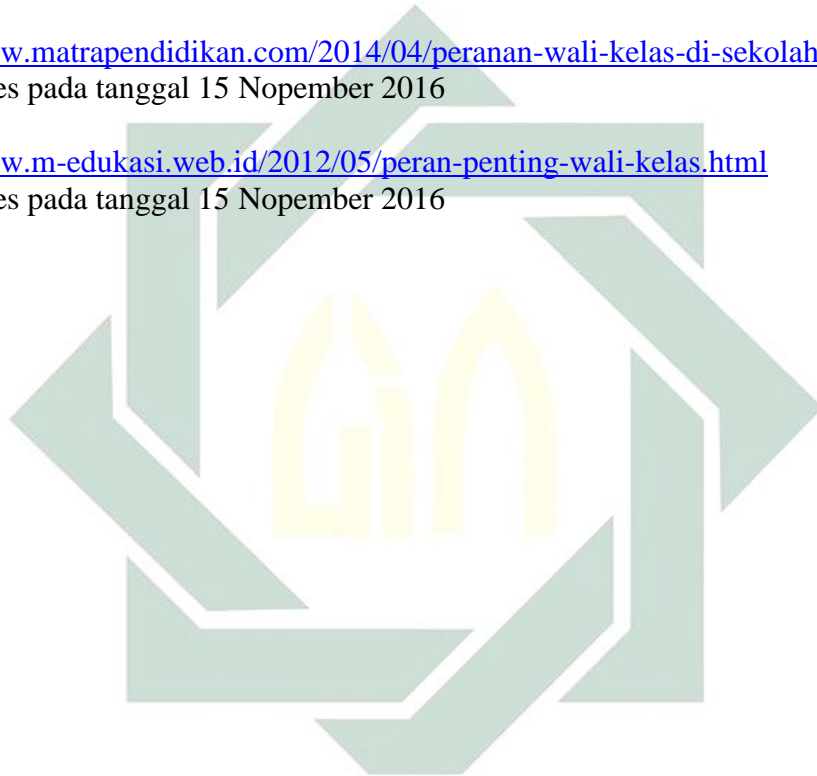 w.matrapendidikan.com/2014/04/peranan-wali-kelas-di-sekolah
es pada tanggal 15 Nopember 2016
w.m-edukasi.web.id/2012/05/peran-penting-wali-kelas.html
es pada tanggal 15 Nopember 2016